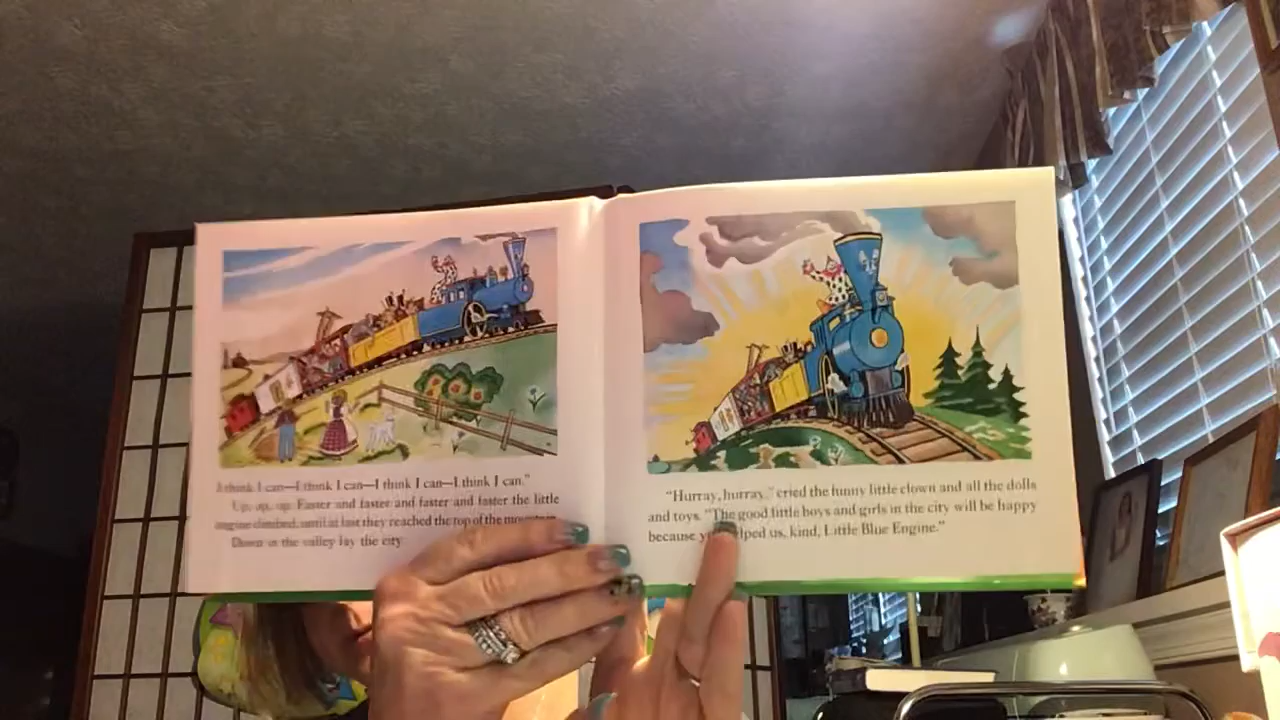 I think I can—I think I can—I think I can—I think I can."
Up, up, up. Faster and faster and faster and faster the little
engine climbed, until at last they reached the top of the
Down in the valley lay the city.
"Hurray, hurray," cried the funny little clown and all the dolls
and toys. "The good little boys and girls in the city will be happy
because us, kind, Little Blue Engine."